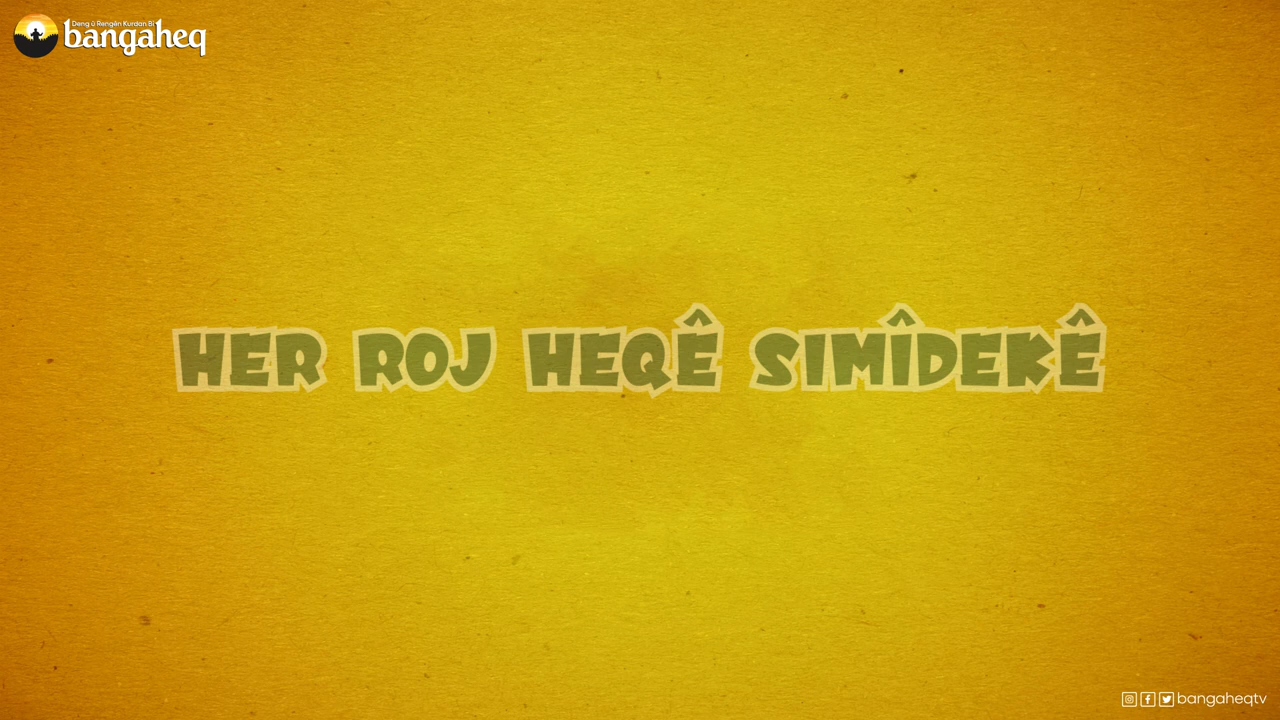 Deng û Rengên Kurdan Bi
bangaheq
HER ROJ HEQÊ SIMÎDEKÊ
bangaheqtv